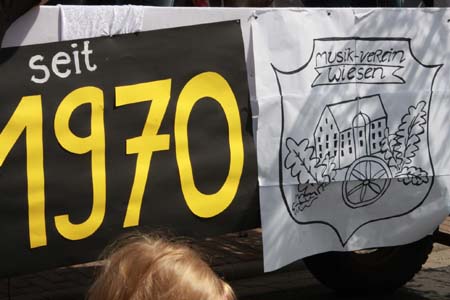 seit
1970
Musik-Verein
Wiesen